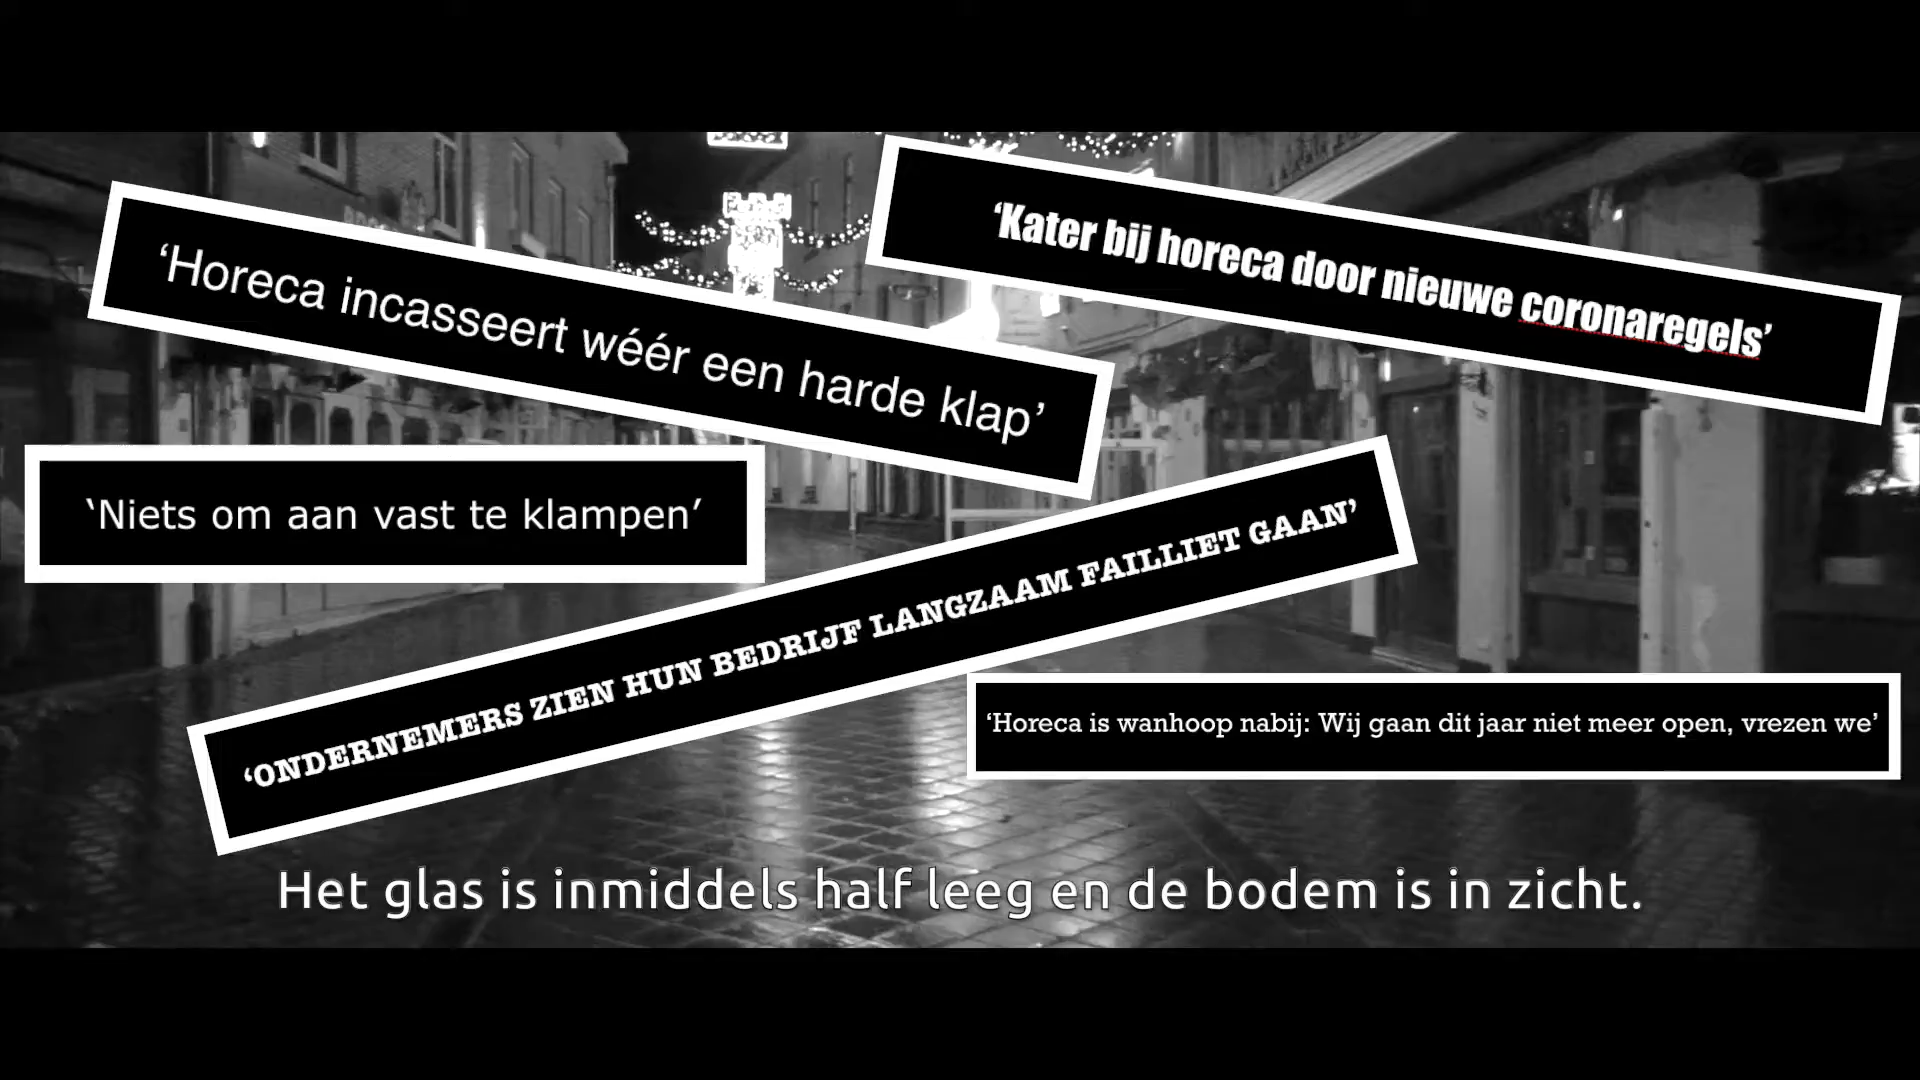 ‘Kater bij horeca door nieuwe coronaregels’
‘Horeca incasseert wéér een harde klap’
‘Niets om aan vast te klampen’
‘ONDERNEMERS ZIEN HUN BEDRIJF LANGZAAM FAILLIET GAAN’
‘Horeca is wanhoop nabij: Wij gaan dit jaar niet meer open, vrezen we’
Het glas is inmiddels half leeg en de bodem is in zicht.